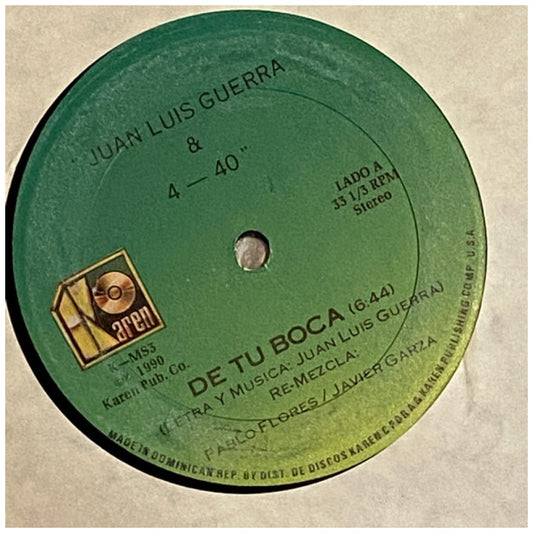 "JUAN LUIS GUERRA
&
4 — 40"
LADO A
33 1/3 RPM
Stereo
Karen
K—MS3
1990
Karen Pub. Co.
DE TU BOCA (6:44)
(LETRA Y MUSICA: JUAN LUIS GUERRA)
RE-MEZCLA:
PABLO FLORES / JAVIER GARZA
MADE IN DOMINICAN REP. BY DIST. DE DISCOS KAREN C. POR A. & KAREN PUBLISHING COMP. U.S.A